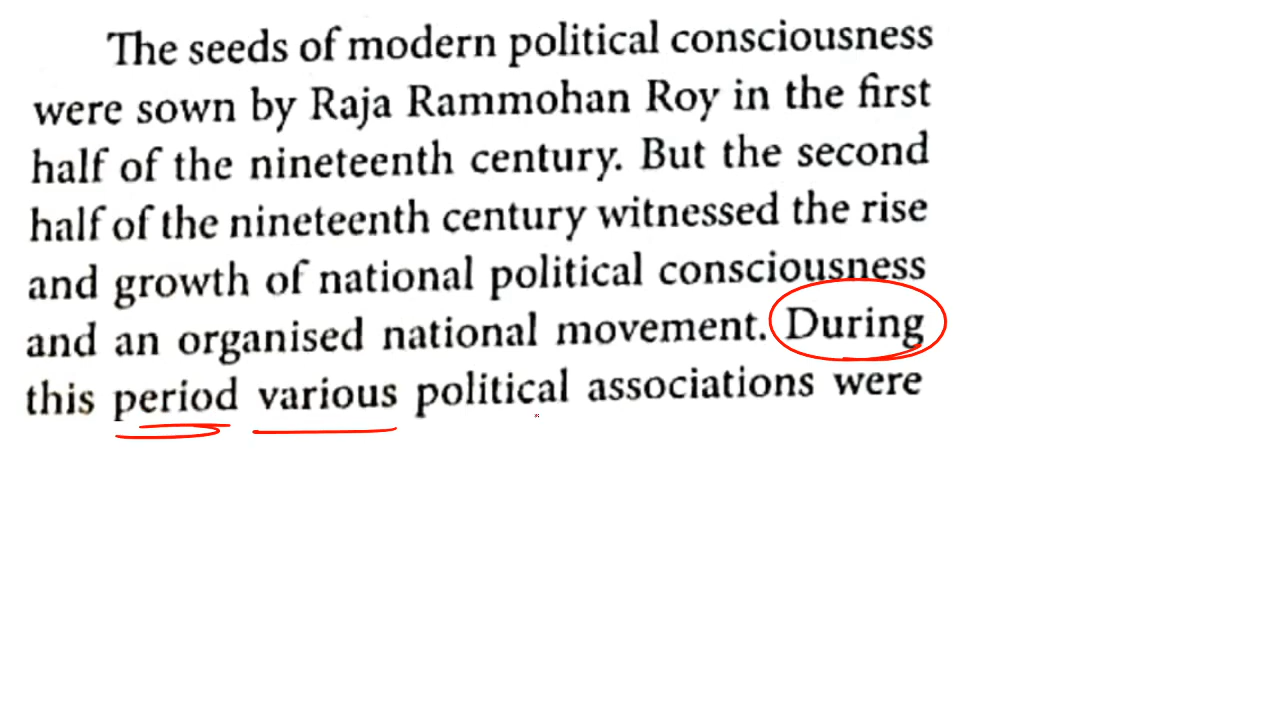 The seeds of modern political consciousness
were sown by Raja Rammohan Roy in the first
half of the nineteenth century. But the second
half of the nineteenth century witnessed the rise
and growth of national political consciousness
and an organised national movement. During
this period various political associations were